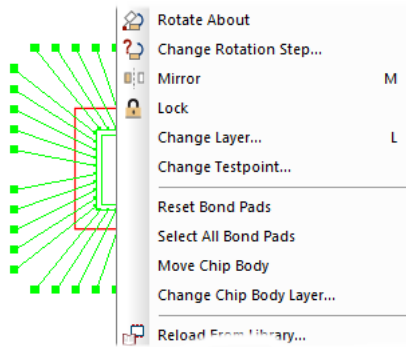 Rotate About
Change Rotation Step...
Mirror M
Lock
Change Layer... L
Change Testpoint...
Reset Bond Pads
Select All Bond Pads
Move Chip Body
Change Chip Body Layer...
Reload From Library...